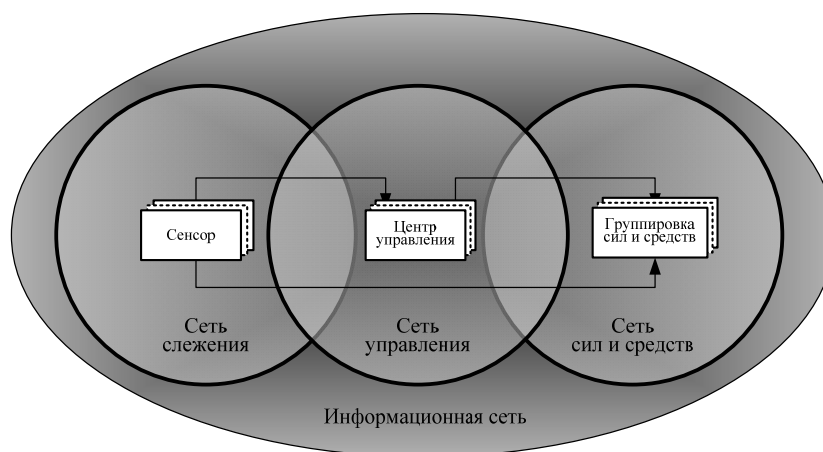 Сенсор
Центр
управления
Группировка
сил и средств
Сеть
слежения
Сеть
управления
Сеть
сил и средств
Информационная сеть